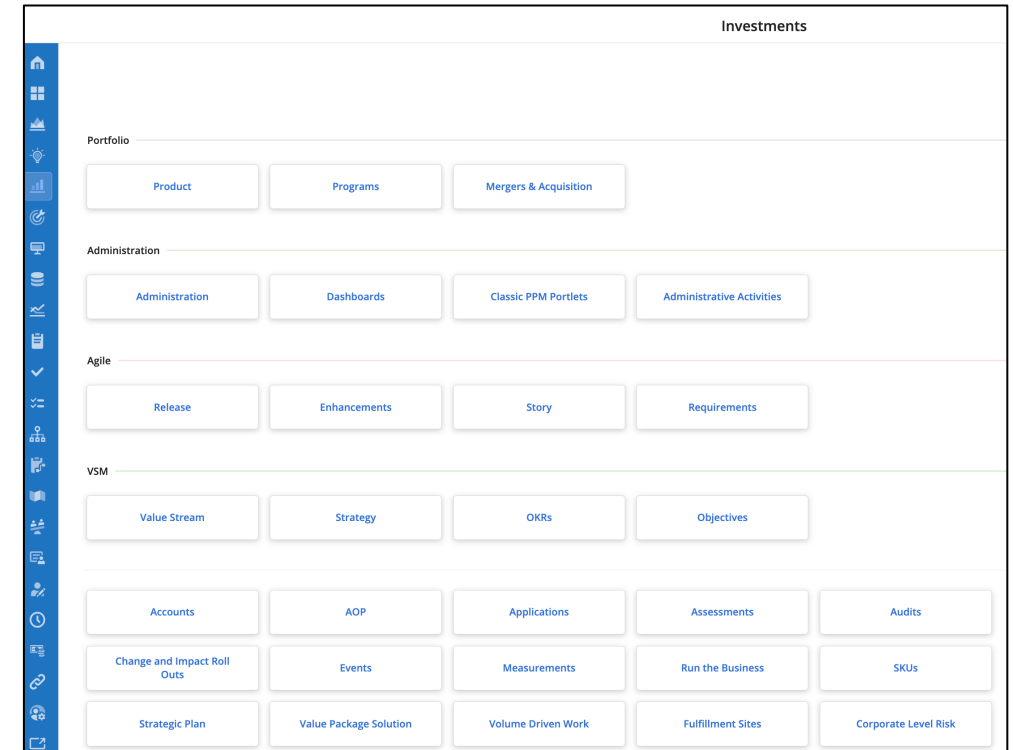 Investments
Portfolio
Product
Programs
Mergers & Acquisition
Administration
Administration
Dashboards
Classic PPM Portlets
Administrative Activities
Agile
Release
Enhancements
Story
Requirements
VSM
Value Stream
Strategy
OKRs
Objectives
Accounts
AOP
Applications
Assessments
Audits
Change and Impact Roll
Outs
Events
Measurements
Run the Business
SKUs
Strategic Plan
Value Package Solution
Volume Driven Work
Fulfillment Sites
Corporate Level Risk